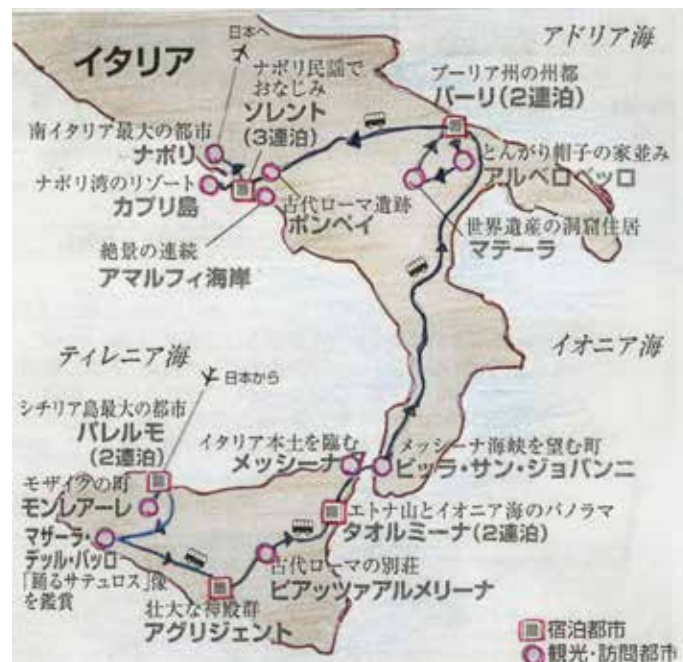 日本へ
アドリア海
イタリア
ナポリ民謡で
おなじみ
ソレント
(3連泊)
プーリア州の州都
バーリ(2連泊)
南イタリア最大の都市
ナポリ
とんがり帽子の家並み
アルベロベッロ
ナポリ湾のリゾート
カプリ島
古代ローマ遺跡
ポンペイ
世界遺産の洞窟住居
マテーラ
絶景の連続
アマルフィ海岸
ティレニア海
イオニア海
日本から
シチリア島最大の都市
パレルモ
(2連泊)
イタリア本土を臨む
メッシーナ
メッシーナ海峡を望む町
ビッラ・サン・ジョバンニ
モザイクの町
モンレアーレ
エトナ山とイオニア海のパノラマ
タオルミーナ(2連泊)
マザーラ・
デッル・バッロ
「踊るサテュロス」像
を鑑賞
古代ローマの別荘
ピアッツァアルメリーナ
壮大な神殿群
アグリジェント
宿泊都市
観光・訪問都市